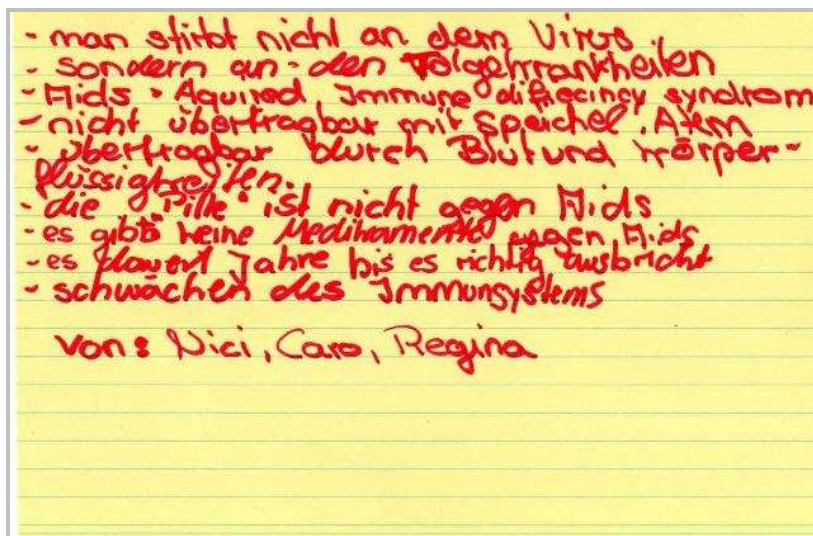 - man stirbt nicht an dem Virus
- sondern an den Folgekrankheiten
- Aids - Aquired Immune difiecincy syndrom
- nicht übertragbar mit Speichel, Atem
- übertragbar durch Blut und Körper-
flüssigkeiten.
- die "Pille" ist nicht gegen Aids
- es gibt keine Medikamente gegen Aids
- es dauert Jahre bis es richtig ausbricht
- schwächen des Immunsystems
von: Nici, Caro, Regina